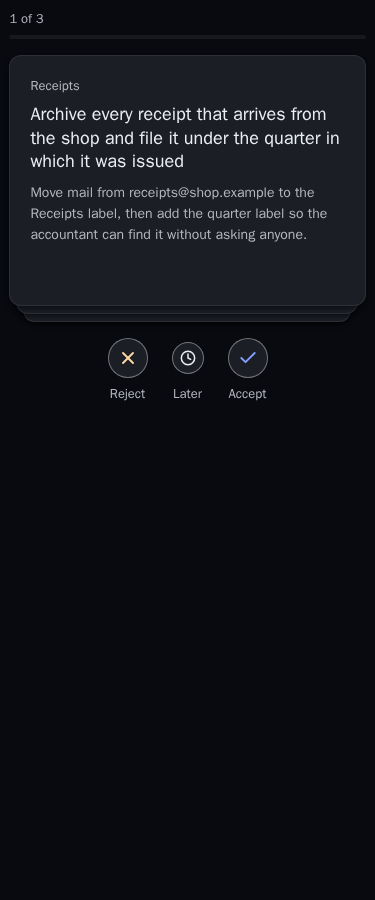 1 of 3
Receipts
Archive every receipt that arrives from
the shop and file it under the quarter in
which it was issued
Move mail from receipts@shop.example to the
Receipts label, then add the quarter label so the
accountant can find it without asking anyone.
Reject
Later
Accept